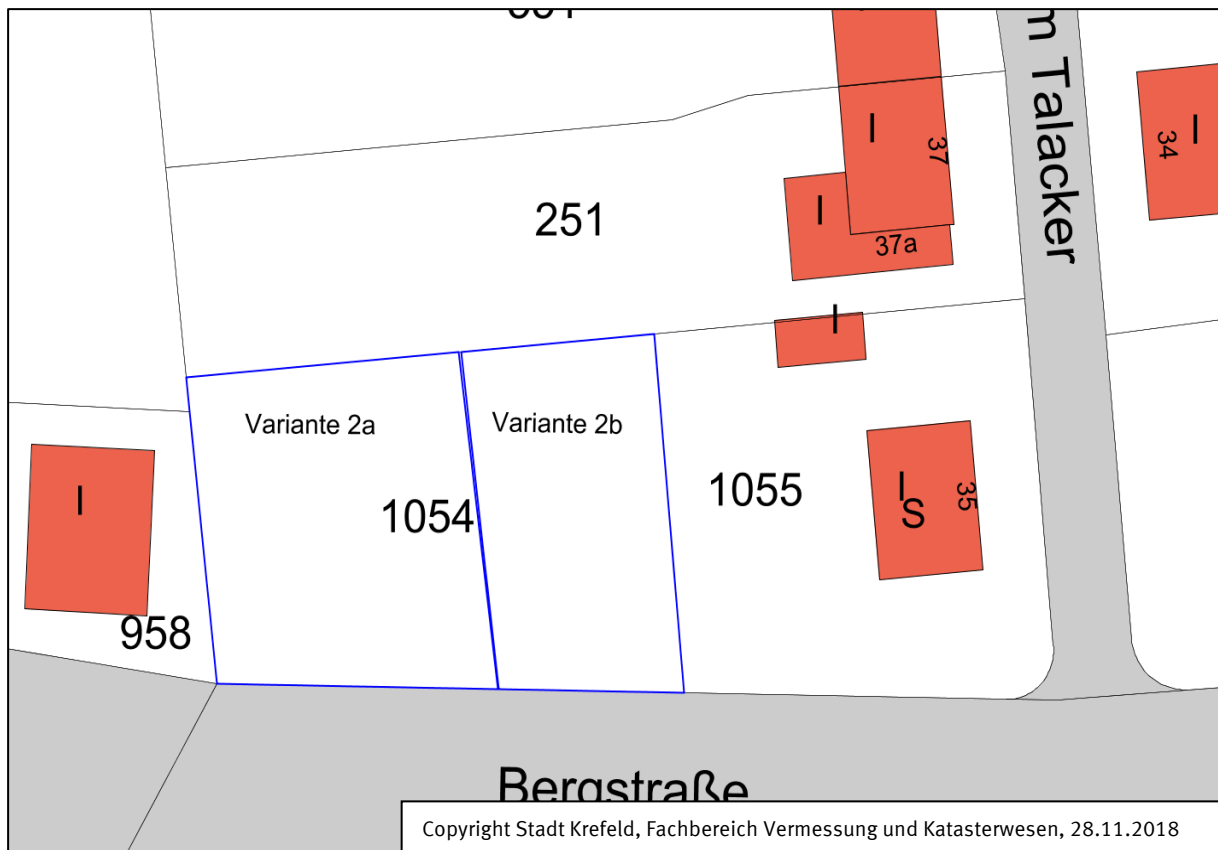 m Talacker
I
37
34
I
251
I
37a
I
Variante 2a
Variante 2b
I
1054
1055
I
S
35
958
Bergstraße
Copyright Stadt Krefeld, Fachbereich Vermessung und Katasterwesen, 28.11.2018